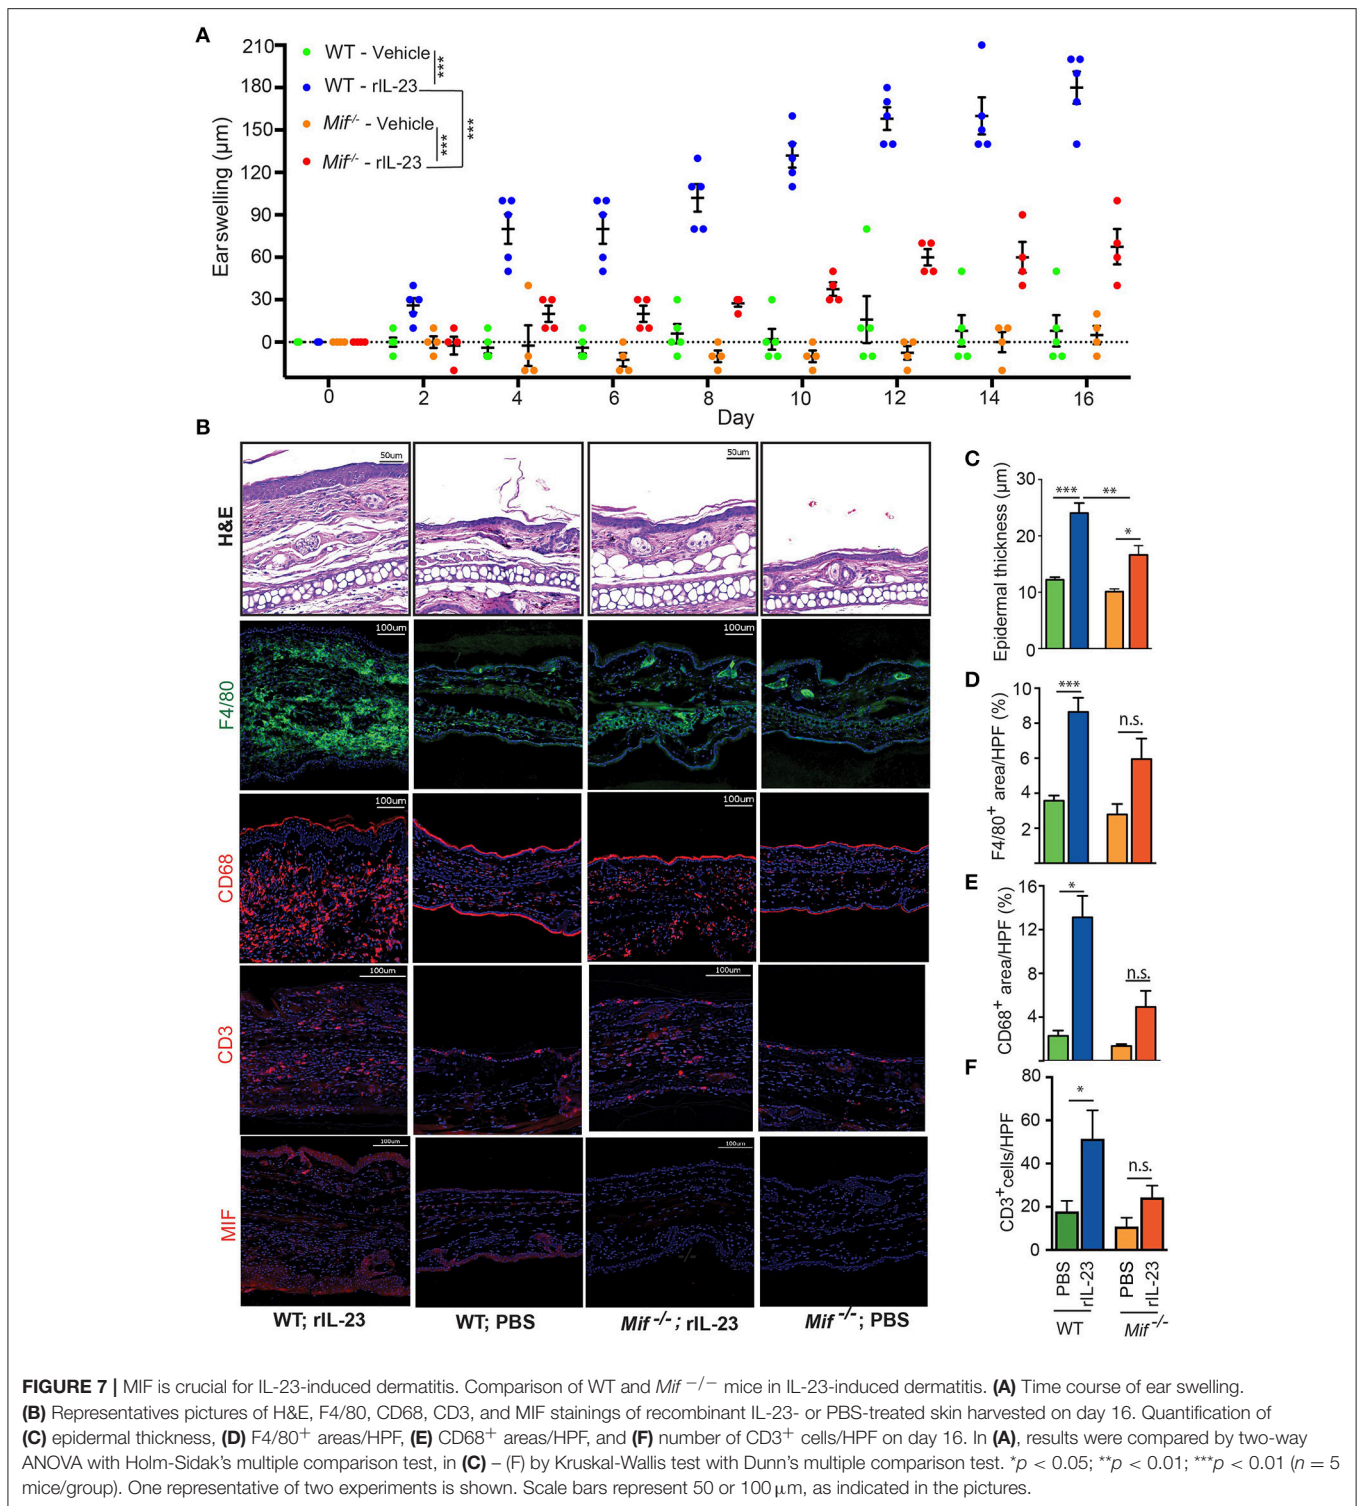 A
Ear swelling (µm)
210
180
150
120
90
60
30
0
WT - Vehicle
WT - rIL-23
Mif-/- - Vehicle
Mif-/- - rIL-23
***
***
***
0 2 4 6 8 10 12 14 16
Day
B
H&E
50um
50um
F4/80
100um
100um
CD68
100um
100um
CD3
100um
100um
MIF
100um
100um
WT; rIL-23
WT; PBS
Mif -/-; rIL-23
Mif -/-; PBS
C
Epidermal thickness (µm)
30
20
10
0
***
**
*
D
F4/80+ area/HPF (%)
10
8
6
4
2
***
n.s.
E
CD68+ area/HPF (%)
16
12
8
4
*
n.s.
F
CD3+cells/HPF
80
60
40
20
0
*
n.s.
PBS
rIL-23
PBS
rIL-23
WT
Mif -/-
FIGURE 7 | MIF is crucial for IL-23-induced dermatitis. Comparison of WT and Mif −/− mice in IL-23-induced dermatitis. (A) Time course of ear swelling.
(B) Representatives pictures of H&E, F4/80, CD68, CD3, and MIF stainings of recombinant IL-23- or PBS-treated skin harvested on day 16. Quantification of
(C) epidermal thickness, (D) F4/80+ areas/HPF, (E) CD68+ areas/HPF, and (F) number of CD3+ cells/HPF on day 16. In (A), results were compared by two-way
ANOVA with Holm-Sidak's multiple comparison test, in (C) – (F) by Kruskal-Wallis test with Dunn's multiple comparison test. *p < 0.05; **p < 0.01; ***p < 0.01 (n = 5
mice/group). One representative of two experiments is shown. Scale bars represent 50 or 100 µm, as indicated in the pictures.